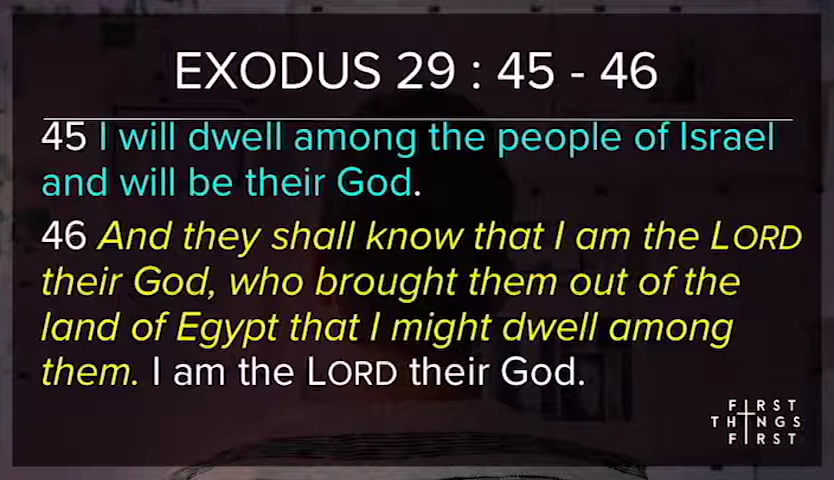 EXODUS 29 : 45 - 46
45 I will dwell among the people of Israel
and will be their God.
46 And they shall know that I am the LORD
their God, who brought them out of the
land of Egypt that I might dwell among
them. I am the LORD their God.
FIRST
THINGS
FIRST